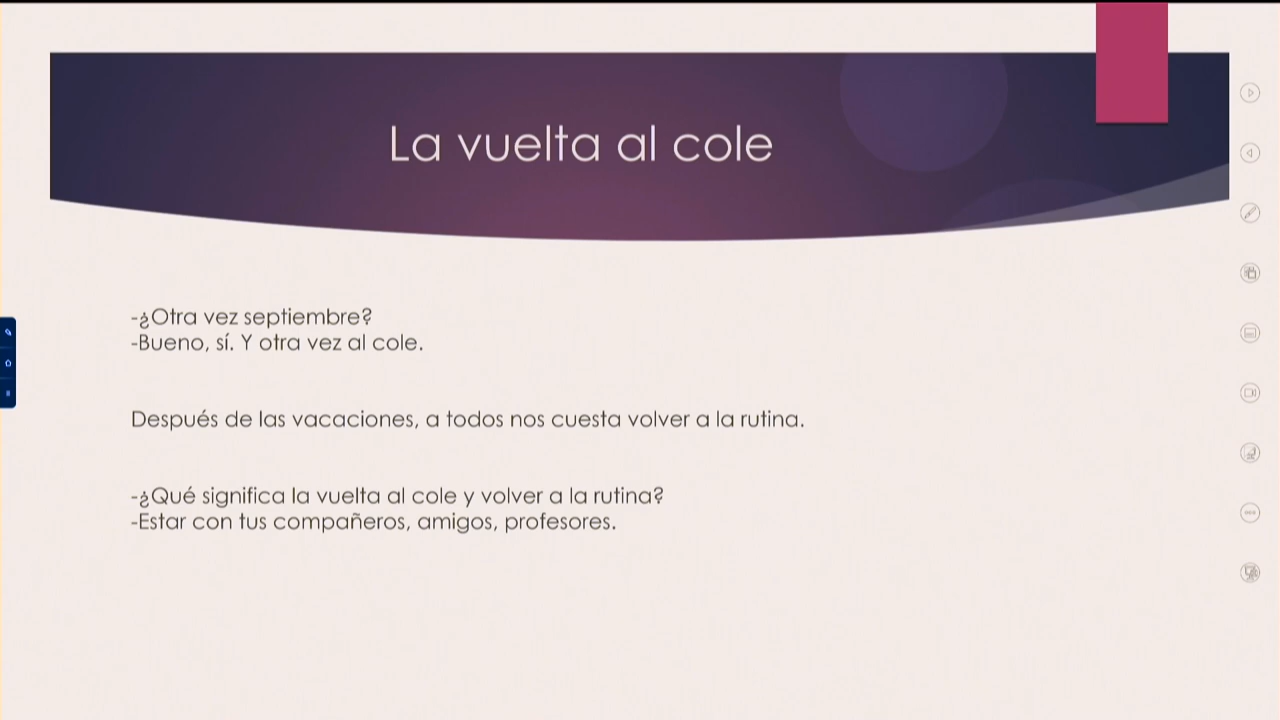 La vuelta al cole
-¿Otra vez septiembre?
-Bueno, sí. Y otra vez al cole.
Después de las vacaciones, a todos nos cuesta volver a la rutina.
-¿Qué significa la vuelta al cole y volver a la rutina?
-Estar con tus compañeros, amigos, profesores.